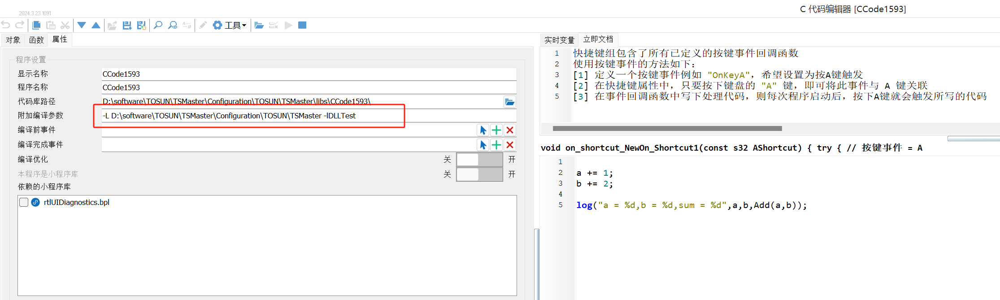 C 代码编辑器 [CCode1593]
2024.3.23.1091
工具
对象 函数 属性
程序设置
显示名称 CCode1593
程序名称 CCode1593
代码库路径 D:\software\TOSUN\TSMaster\Configuration\TOSUN\TSMaster\libs\CCode1593\
附加编译参数 -L D:\software\TOSUN\TSMaster\Configuration\TOSUN\TSMaster -lDLLTest
编译前事件
编译完成事件
编译优化 关 开
本程序是小程序库 关 开
依赖的小程序库
rtlUIDiagnostics.bpl
实时变量 立即文档
1 快捷键组包含了所有已定义的按键事件回调函数
2 使用按键事件的方法如下:
3 [1] 定义一个按键事件例如 "OnKeyA", 希望设置为按A键触发
4 [2] 在快捷键属性中, 只要按下键盘的 "A" 键, 即可将此事件与 A 键关联
5 [3] 在事件回调函数中写下处理代码, 则每次程序启动后, 按下A键就会触发所写的代码
void on_shortcut_NewOn_Shortcut1(const s32 AShortcut) { try { // 按键事件 = A
1
2 a += 1;
3 b += 2;
4
5 log("a = %d,b = %d,sum = %d",a,b,Add(a,b));